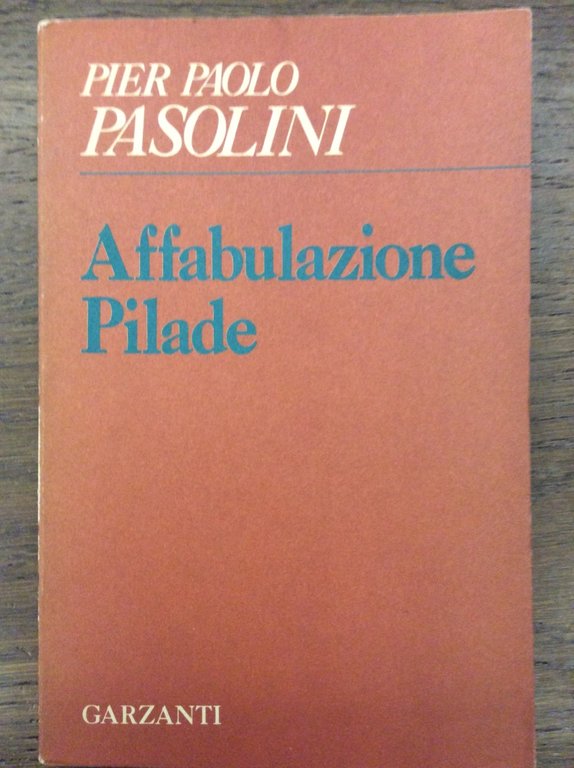 PIER PAOLO
PASOLINI
Affabulazione
Pilade
GARZANTI